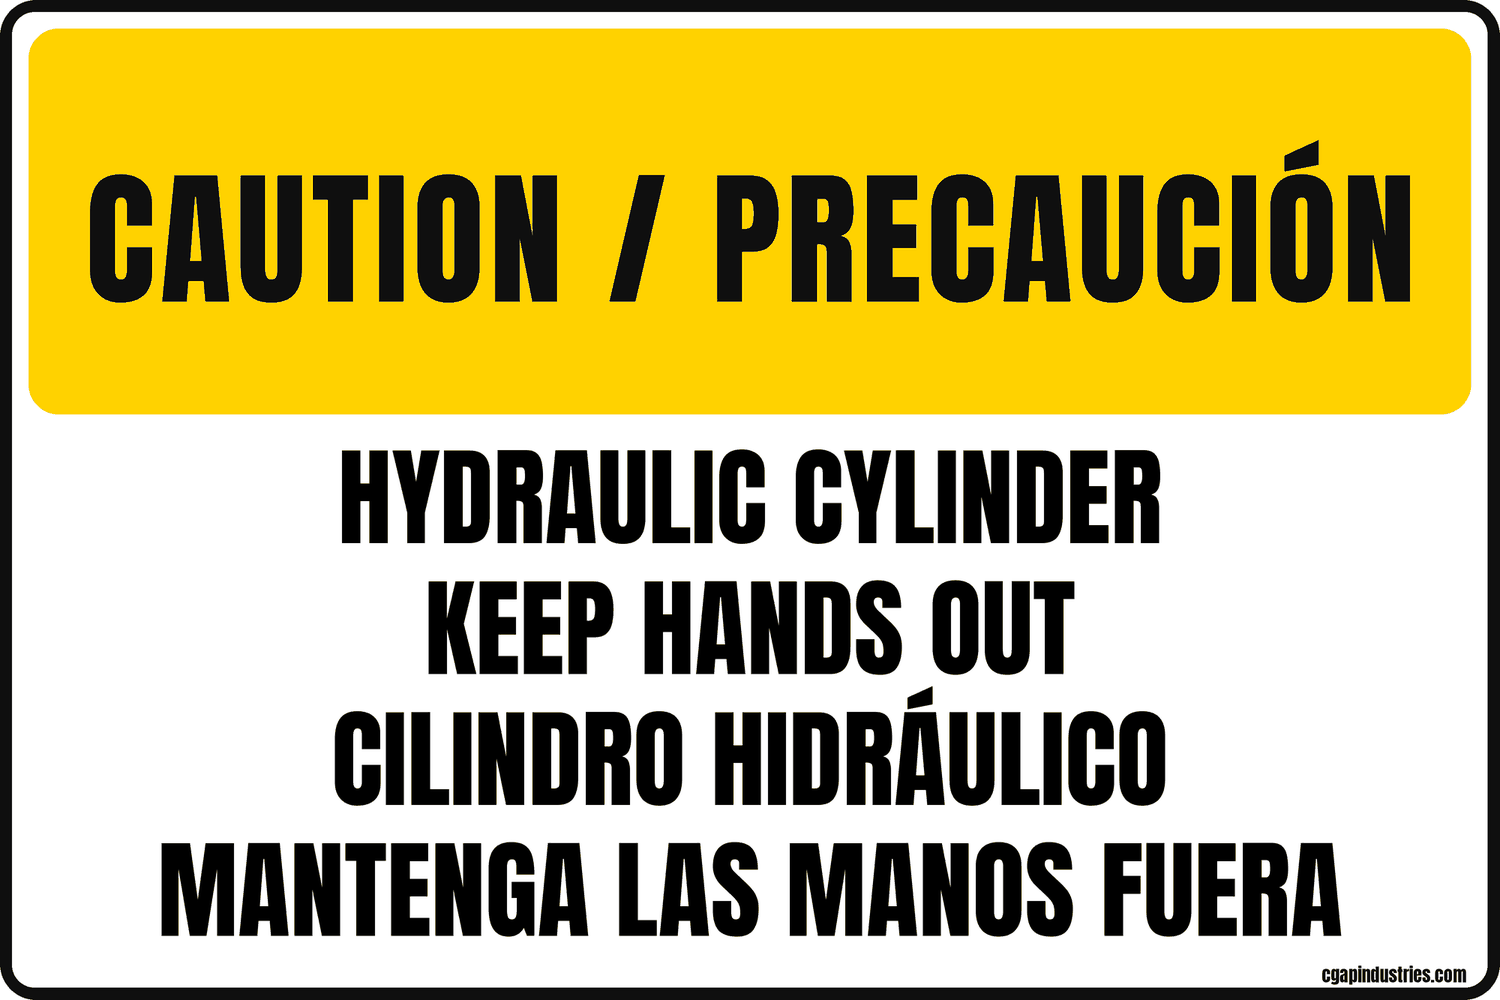 CAUTION / PRECAUCIÓN
HYDRAULIC CYLINDER
KEEP HANDS OUT
CILINDRO HIDRÁULICO
MANTENGA LAS MANOS FUERA
cgapindustries.com